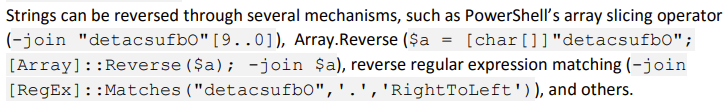 Strings can be reversed through several mechanisms, such as PowerShell’s array slicing operator
(-join "detacsufbO"[9..0]), Array.Reverse ($a = [char[]]"detacsufbO";
[Array]::Reverse($a); -join $a), reverse regular expression matching (-join
[RegEx]::Matches("detacsufbO",'.','RightToLeft')), and others.